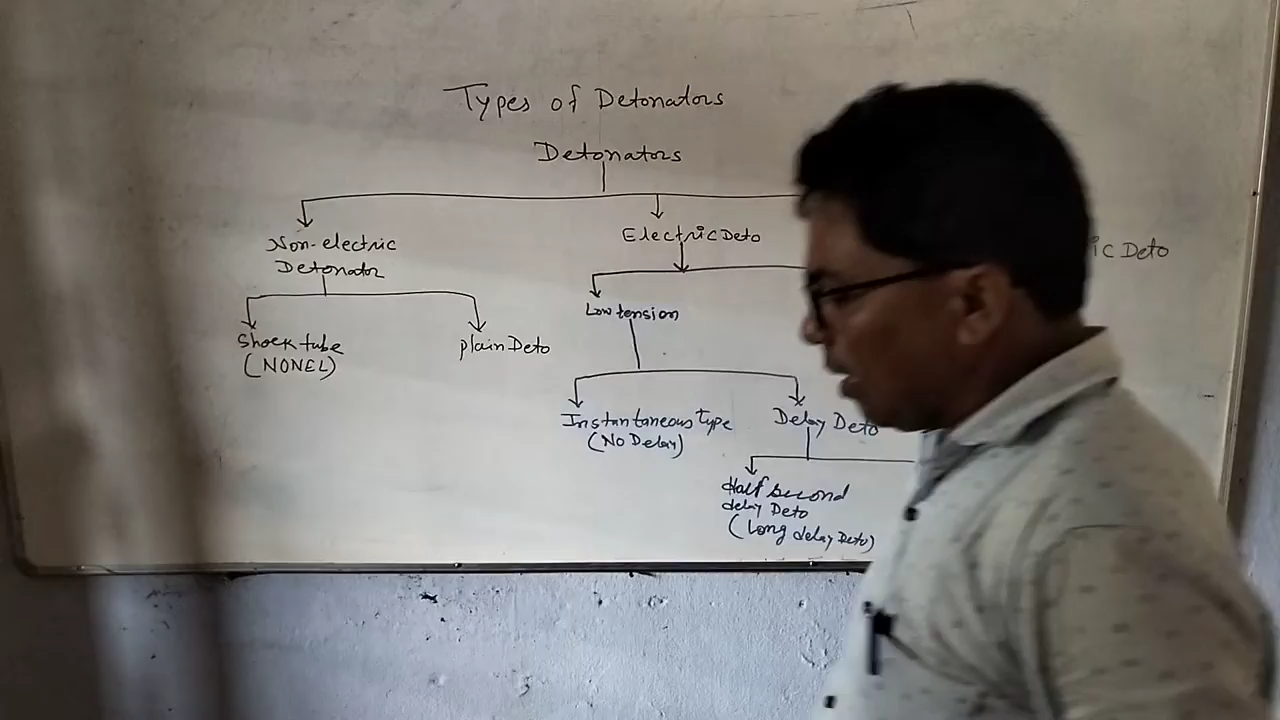 Types of Detonators
Detonators
Non-electric
Detonator
Electric Deto
ic Deto
Shock tube
(NONEL)
plain Deto
Low tension
Instantaneous type
(No Delay)
Delay Deto
Half second
delay Deto
(Long delay Deto)